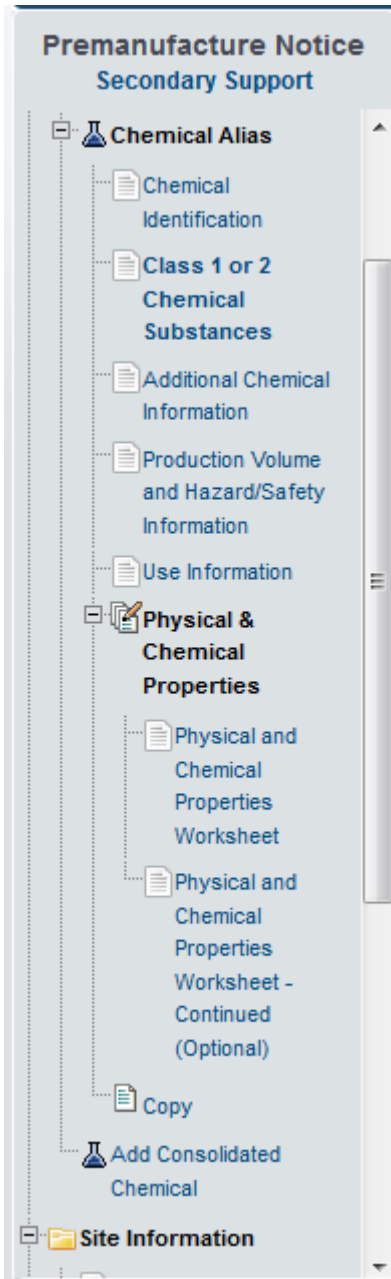 Premanufacture Notice
Secondary Support
Chemical Alias
Chemical
Identification
Class 1 or 2
Chemical
Substances
Additional Chemical
Information
Production Volume
and Hazard/Safety
Information
Use Information
Physical &
Chemical
Properties
Physical and
Chemical
Properties
Worksheet
Physical and
Chemical
Properties
Worksheet -
Continued
(Optional)
Copy
Add Consolidated
Chemical
Site Information